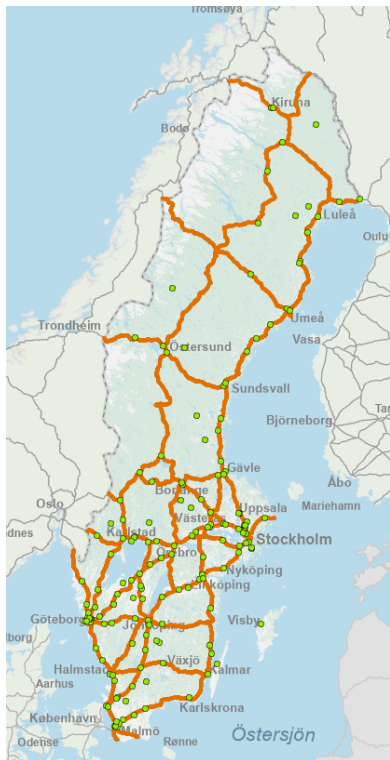 Tromsøya
Kiruna
Bodø
Luleå
Oulu
Umeå
Trondheim
Vasa
Östersund
Sundsvall
Björneborg
Gävle
Åbo
Oslo
Borlänge
Uppsala
Mariehamn
Karlstad
Västerås
Örebro
Stockholm
Nyköping
Linköping
Göteborg
Jönköping
Visby
Halmstad
Växjö
Kalmar
Aarhus
Karlskrona
København
Malmö
Östersjön
Odense
Rønne